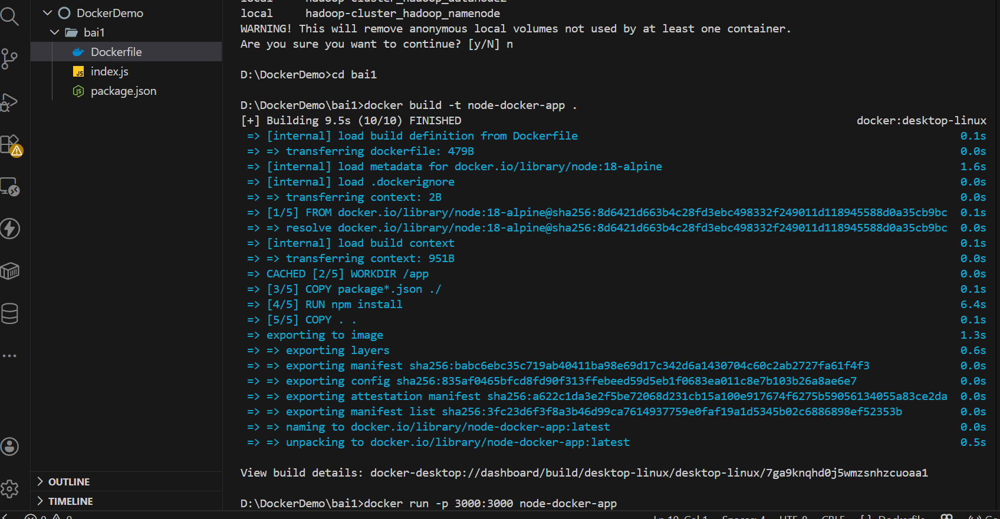 DockerDemo
bai1
Dockerfile
index.js
package.json
OUTLINE
TIMELINE
local hadoop-cluster_hadoop_datanode2
local hadoop-cluster_hadoop_namenode
WARNING! This will remove anonymous local volumes not used by at least one container.
Are you sure you want to continue? [y/N] n
D:\DockerDemo>cd bai1
D:\DockerDemo\bai1>docker build -t node-docker-app .
[+] Building 9.5s (10/10) FINISHED docker:desktop-linux
=> [internal] load build definition from Dockerfile 0.1s
=> => transferring dockerfile: 479B 0.0s
=> [internal] load metadata for docker.io/library/node:18-alpine 1.6s
=> [internal] load .dockerignore 0.0s
=> => transferring context: 2B 0.0s
=> [1/5] FROM docker.io/library/node:18-alpine@sha256:8d6421d663b4c28fd3ebc498332f249011d118945588d0a35cb9bc 0.1s
=> => resolve docker.io/library/node:18-alpine@sha256:8d6421d663b4c28fd3ebc498332f249011d118945588d0a35cb9bc 0.0s
=> [internal] load build context 0.1s
=> => transferring context: 951B 0.0s
=> CACHED [2/5] WORKDIR /app 0.0s
=> [3/5] COPY package*.json ./ 0.1s
=> [4/5] RUN npm install 6.4s
=> [5/5] COPY . . 0.1s
=> exporting to image 1.3s
=> => exporting layers 0.6s
=> => exporting manifest sha256:babc6ebc35c719ab40411ba98e69d17c342d6a1430704c60c2ab2727fa61f4f3 0.0s
=> => exporting config sha256:835af0465bfcd8fd90f313ffebeed59d5eb1f0683ea011c8e7b103b26a8ae6e7 0.0s
=> => exporting attestation manifest sha256:a622c1da3e2f5be72068d231cb15a100e917674f6275b59056134055a83ce2da 0.0s
=> => exporting manifest list sha256:3fc23d6f3f8a3b46d99ca7614937759e0faf19a1d5345b02c6886898ef52353b 0.0s
=> => naming to docker.io/library/node-docker-app:latest 0.0s
=> => unpacking to docker.io/library/node-docker-app:latest 0.5s
View build details: docker-desktop://dashboard/build/desktop-linux/desktop-linux/7ga9knqhd0j5wmzsnhzcuoaa1
D:\DockerDemo\bai1>docker run -p 3000:3000 node-docker-app